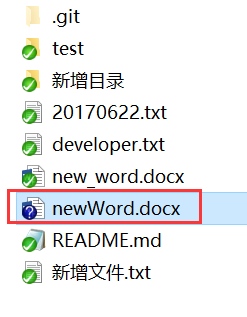 .git
test
新增目录
20170622.txt
developer.txt
new_word.docx
newWord.docx
README.md
新增文件.txt